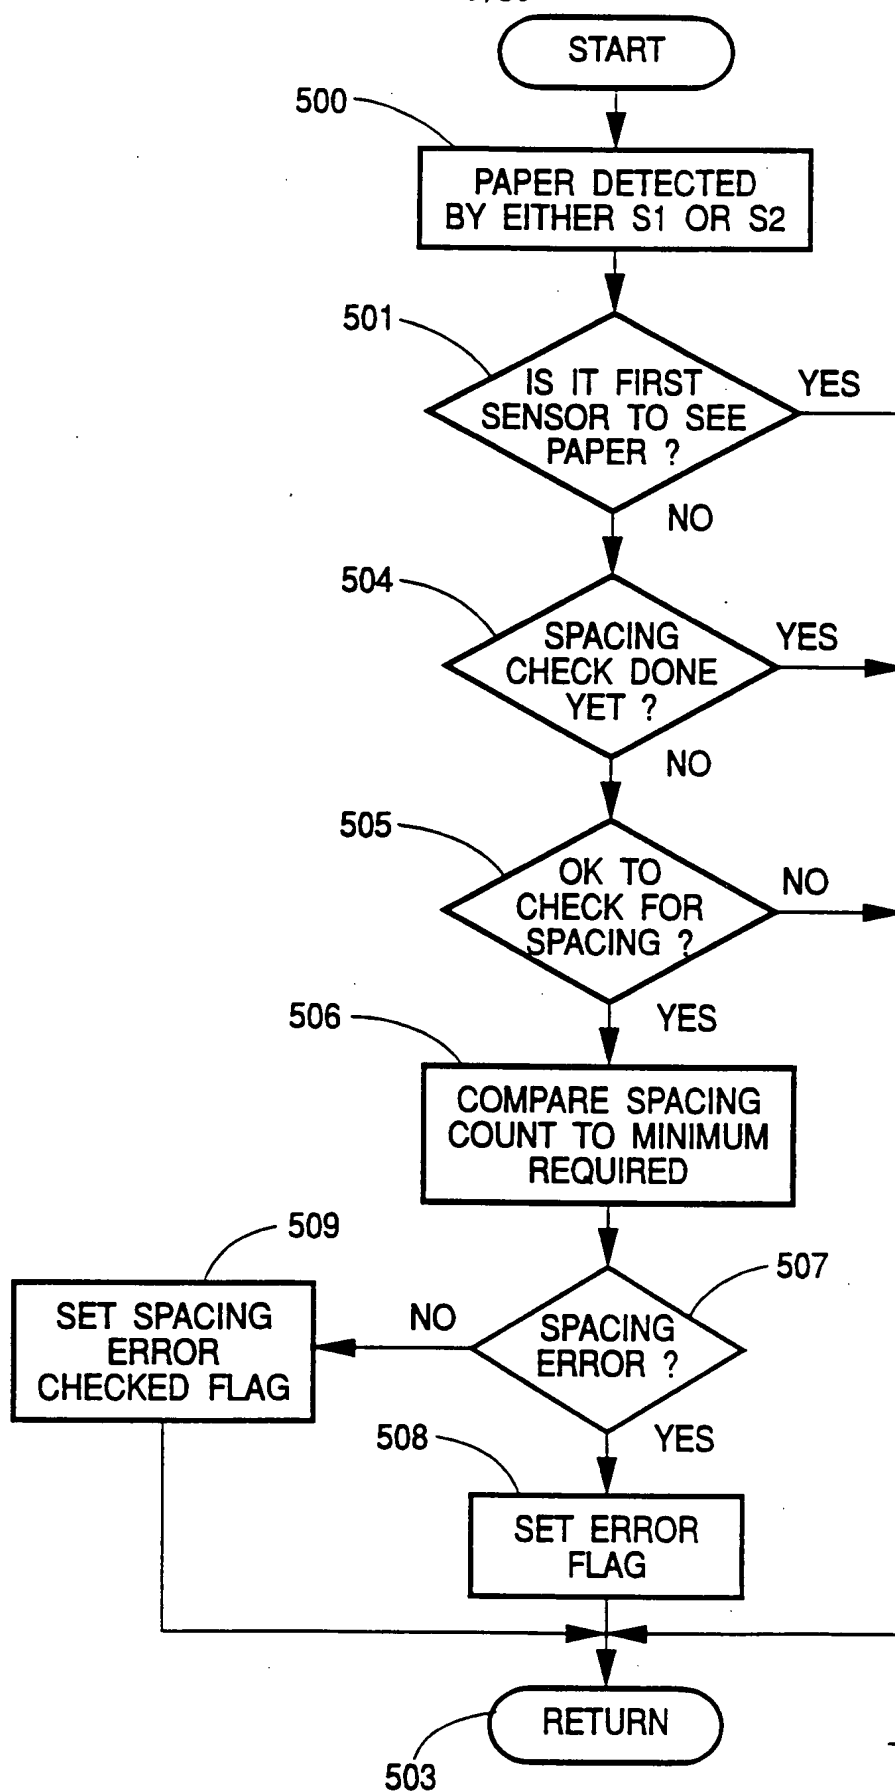 START
500
PAPER DETECTED
BY EITHER S1 OR S2
501
IS IT FIRST
SENSOR TO SEE
PAPER ?
YES
NO
504
SPACING
CHECK DONE
YET ?
YES
NO
505
OK TO
CHECK FOR
SPACING ?
NO
YES
506
COMPARE SPACING
COUNT TO MINIMUM
REQUIRED
509
507
SET SPACING
ERROR
CHECKED FLAG
NO
SPACING
ERROR ?
YES
508
SET ERROR
FLAG
RETURN
503